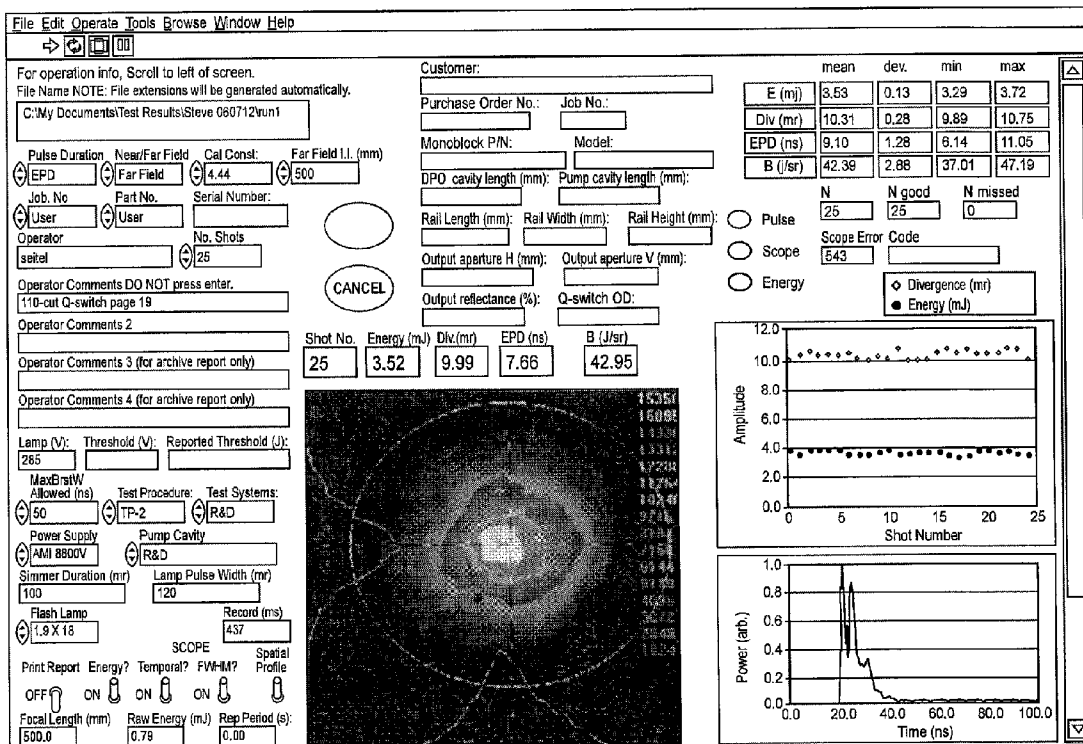 File Edit Operate Tools Browse Window Help
For operation info, Scroll to left of screen.
File Name NOTE: File extensions will be generated automatically.
C:\My Documents\Test Results\Steve 060712\run1
Pulse Duration Near/Far Field Cal Const: Far Field I.I. (mm)
EPD Far Field 4.44 500
Job. No Part No. Serial Number:
User User
Operator No. Shots
seitel 25
Operator Comments DO NOT press enter.
110-cut Q-switch page 19
Operator Comments 2
Operator Comments 3 (for archive report only)
Operator Comments 4 (for archive report only)
Lamp (V): Threshold (V): Reported Threshold (J):
285
MaxBrstW
Allowed (ns) Test Procedure: Test Systems:
50 TP-2 R&D
Power Supply Pump Cavity
AMI 8800V R&D
Simmer Duration (mr) Lamp Pulse Width (mr)
100 120
Flash Lamp Record (ms)
1.9 X 18 437
SCOPE
Print Report Energy? Temporal? FWHM? Spatial Profile
OFF ON ON ON
Focal Length (mm) Raw Energy (mJ) Rep Period (s):
500.0 0.79 0.00
CANCEL
Customer:
Purchase Order No.: Job No.:
Monoblock P/N: Model:
DPO cavity length (mm): Pump cavity length (mm):
Rail Length (mm): Rail Width (mm): Rail Height (mm):
Output aperture H (mm): Output aperture V (mm):
Output reflectance (%): Q-switch OD:
Shot No. Energy (mJ) Div.(mr) EPD (ns) B (J/sr)
25 3.52 9.99 7.66 42.95
mean dev. min max
E (mj) 3.53 0.13 3.29 3.72
Div (mr) 10.31 0.28 9.89 10.75
EPD (ns) 9.10 1.28 6.14 11.05
B (j/sr) 42.39 2.88 37.01 47.19
N N good N missed
25 25 0
Pulse
Scope
Energy
Scope Error Code
543
Divergence (mr)
Energy (mJ)
12.0
10.0
8.0
6.0
4.0
2.0
0.0
Amplitude
0 5 10 15 20 25
Shot Number
1.0
0.8
0.6
0.4
0.2
0.0
Power (arb.)
0.0 20.0 40.0 60.0 80.0 100.0
Time (ns)